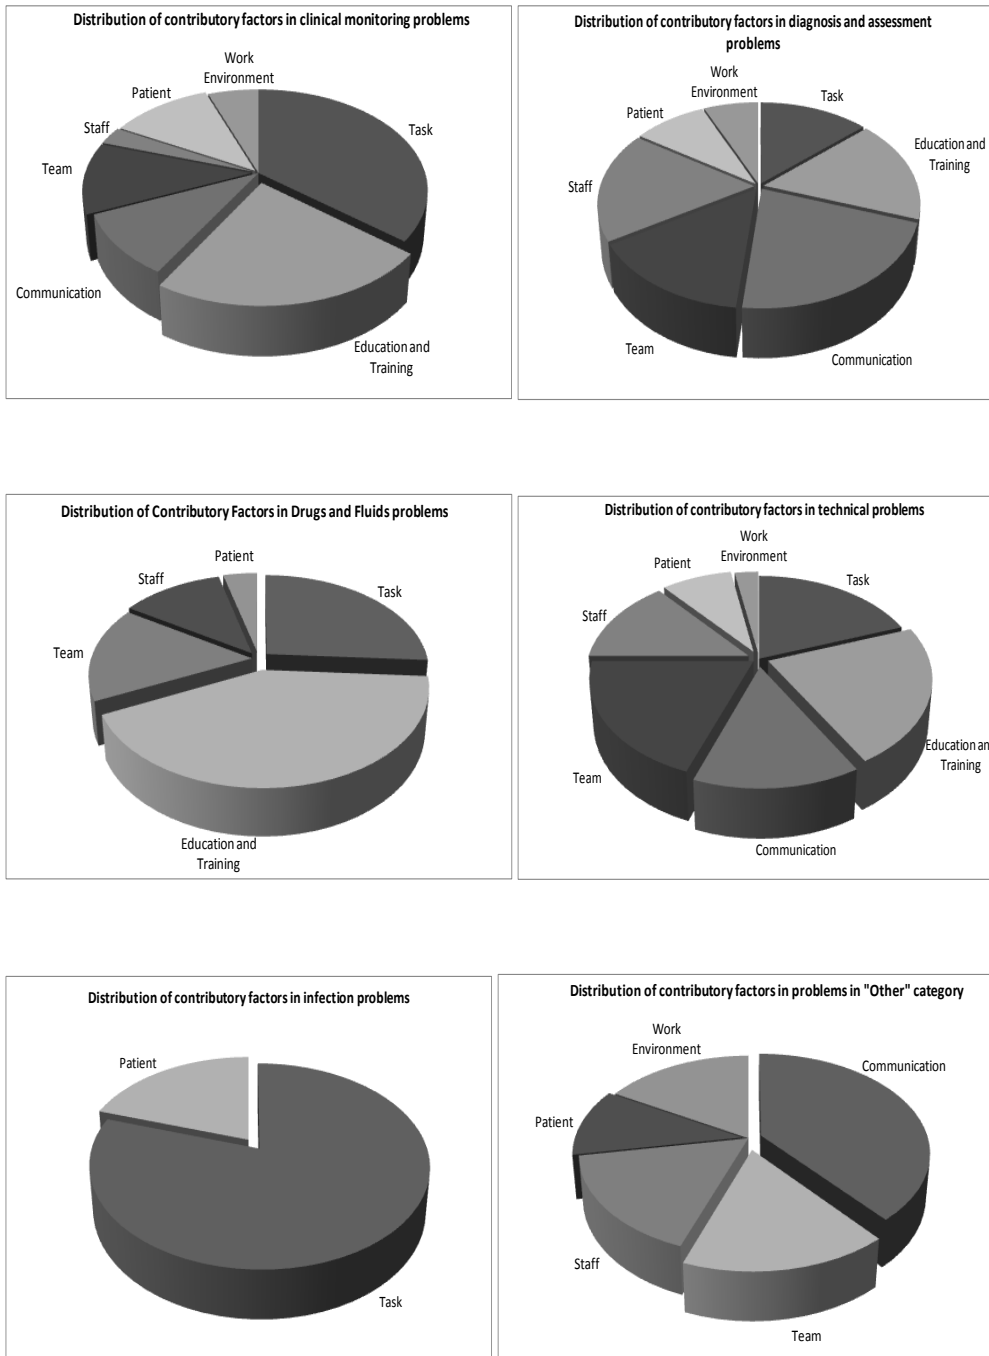 Distribution of contributory factors in clinical monitoring problems
Work
Environment
Patient
Task
Staff
Team
Communication
Education and
Training
Distribution of contributory factors in diagnosis and assessment
problems
Work
Environment
Task
Patient
Education and
Training
Staff
Team
Communication
Distribution of Contributory Factors in Drugs and Fluids problems
Patient
Staff
Task
Team
Education and
Training
Distribution of contributory factors in technical problems
Work
Environment
Patient
Task
Staff
Education an
Training
Team
Communication
Distribution of contributory factors in infection problems
Patient
Task
Distribution of contributory factors in problems in "Other" category
Work
Environment
Communication
Patient
Staff
Team